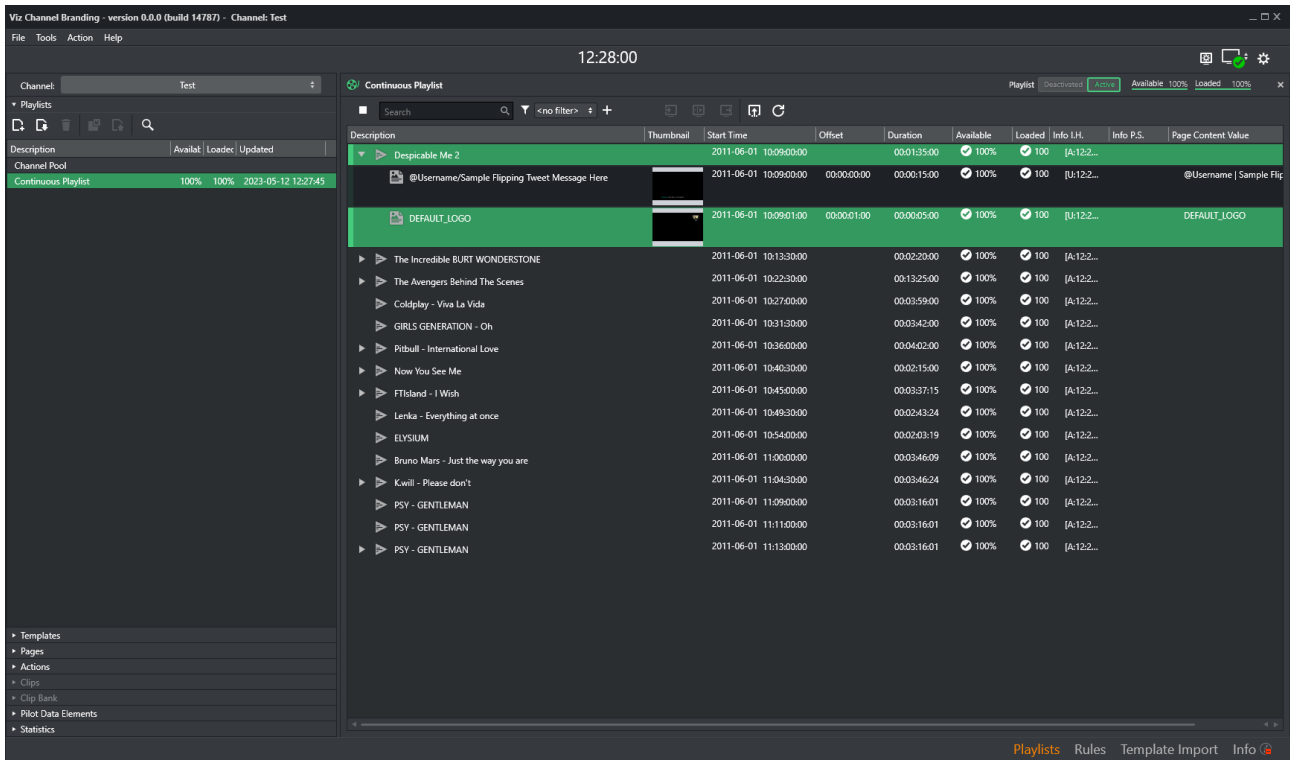 Viz Channel Branding - version 0.0.0 (build 14787) - Channel: Test
File Tools Action Help
12:28:00
Channel: Test
Continuous Playlist
Playlist Deactivated Active Available 100% Loaded 100%
Playlists
Search <no filter>
Description Availat Loadec Updated
Channel Pool
Continuous Playlist 100% 100% 2023-05-12 12:27:45
Description Thumbnail Start Time Offset Duration Available Loaded Info I.H. Info P.S. Page Content Value
Despicable Me 2 2011-06-01 10:09:00:00 00:01:35:00 100% 100 [A:12:2...
@Username/Sample Flipping Tweet Message Here 2011-06-01 10:09:00:00 00:00:00:00 00:00:15:00 100% 100 [U:12:2... @Username | Sample Flip
DEFAULT_LOGO 2011-06-01 10:09:01:00 00:00:01:00 00:00:05:00 100% 100 [U:12:2... DEFAULT_LOGO
The Incredible BURT WONDERSTONE 2011-06-01 10:13:30:00 00:02:20:00 100% 100 [A:12:2...
The Avengers Behind The Scenes 2011-06-01 10:22:30:00 00:13:25:00 100% 100 [A:12:2...
Coldplay - Viva La Vida 2011-06-01 10:27:00:00 00:03:59:00 100% 100 [A:12:2...
GIRLS GENERATION - Oh 2011-06-01 10:31:30:00 00:03:42:00 100% 100 [A:12:2...
Pitbull - International Love 2011-06-01 10:36:00:00 00:04:02:00 100% 100 [A:12:2...
Now You See Me 2011-06-01 10:40:30:00 00:02:15:00 100% 100 [A:12:2...
FTIsland - I Wish 2011-06-01 10:45:00:00 00:03:37:15 100% 100 [A:12:2...
Lenka - Everything at once 2011-06-01 10:49:30:00 00:02:43:24 100% 100 [A:12:2...
ELYSIUM 2011-06-01 10:54:00:00 00:02:03:19 100% 100 [A:12:2...
Bruno Mars - Just the way you are 2011-06-01 11:00:00:00 00:03:46:09 100% 100 [A:12:2...
K.will - Please don't 2011-06-01 11:04:30:00 00:03:46:24 100% 100 [A:12:2...
PSY - GENTLEMAN 2011-06-01 11:09:00:00 00:03:16:01 100% 100 [A:12:2...
PSY - GENTLEMAN 2011-06-01 11:11:00:00 00:03:16:01 100% 100 [A:12:2...
PSY - GENTLEMAN 2011-06-01 11:13:00:00 00:03:16:01 100% 100 [A:12:2...
Templates
Pages
Actions
Clips
Clip Bank
Pilot Data Elements
Statistics
Playlists Rules Template Import Info